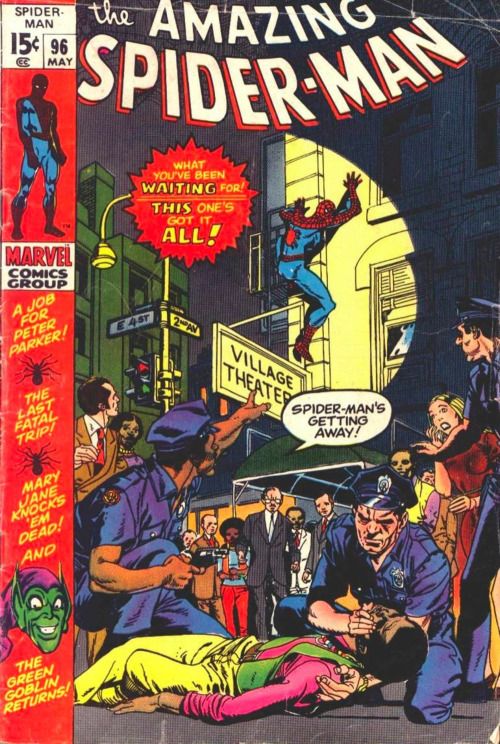 SPIDER-
MAN
15¢
96
CC
MAY
the AMAZING
SPIDER-MAN
TM
MARVEL
COMICS
GROUP
A JOB
FOR
PETER
PARKER!
THE
LAST
FATAL
TRIP!
MARY
JANE
KNOCKS
'EM
DEAD!
AND
THE
GREEN
GOBLIN
RETURNS!
WHAT
YOU'VE BEEN
WAITING FOR!
THIS ONE'S
GOT IT
ALL!
E 4 ST
2ND AV
VILLAGE
THEATER
SPIDER-MAN'S
GETTING
AWAY!